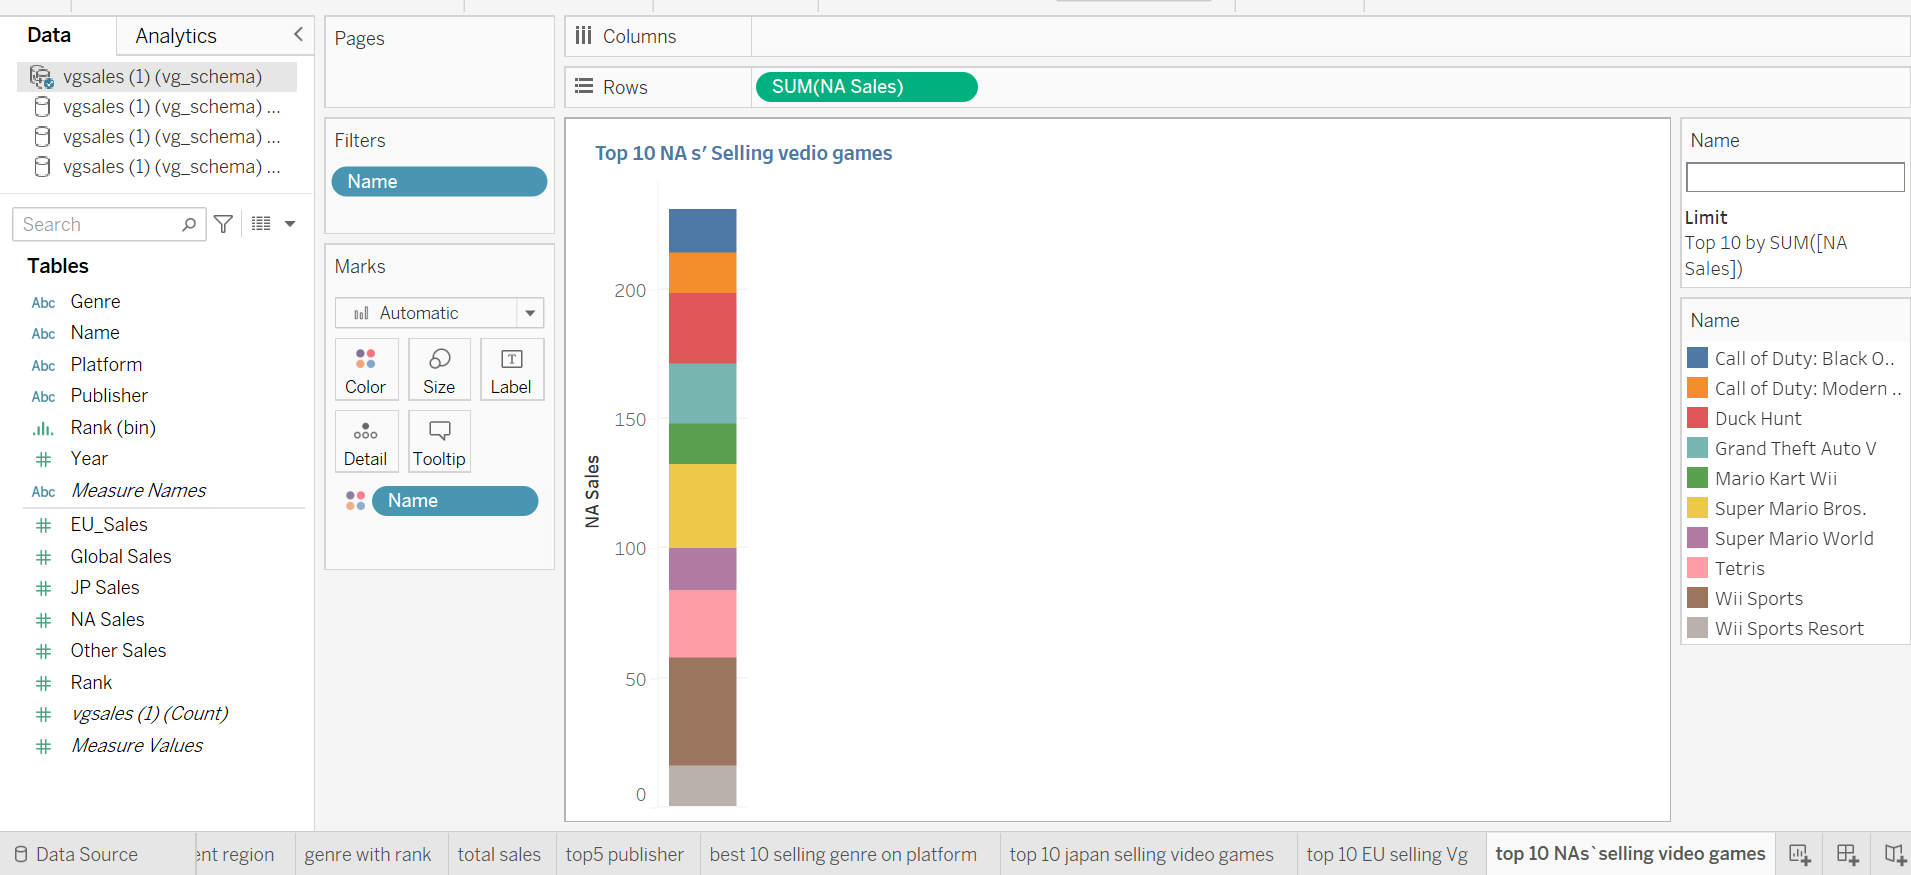 Data
Analytics
vgsales (1) (vg_schema)
vgsales (1) (vg_schema) ...
vgsales (1) (vg_schema) ...
vgsales (1) (vg_schema) ...
Search
Tables
Abc Genre
Abc Name
Abc Platform
Abc Publisher
Rank (bin)
# Year
Abc Measure Names
# EU_Sales
# Global Sales
# JP Sales
# NA Sales
# Other Sales
# Rank
# vgsales (1) (Count)
# Measure Values
Pages
Filters
Name
Marks
Automatic
Color
Size
T
Label
Detail
Tooltip
Name
Columns
Rows
SUM(NA Sales)
Top 10 NA s' Selling vedio games
NA Sales
200
150
100
50
0
Name
Limit
Top 10 by SUM([NA
Sales])
Name
Call of Duty: Black O..
Call of Duty: Modern ..
Duck Hunt
Grand Theft Auto V
Mario Kart Wii
Super Mario Bros.
Super Mario World
Tetris
Wii Sports
Wii Sports Resort
Data Source
ent region
genre with rank
total sales
top5 publisher
best 10 selling genre on platform
top 10 japan selling video games
top 10 EU selling Vg
top 10 NAs`selling video games